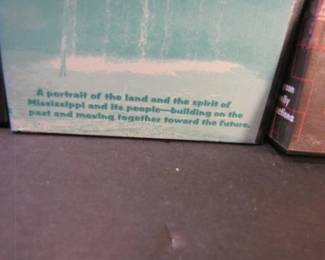 A portrait of the land and the spirit of
Mississippi and its people—building on the
past and moving together toward the future.